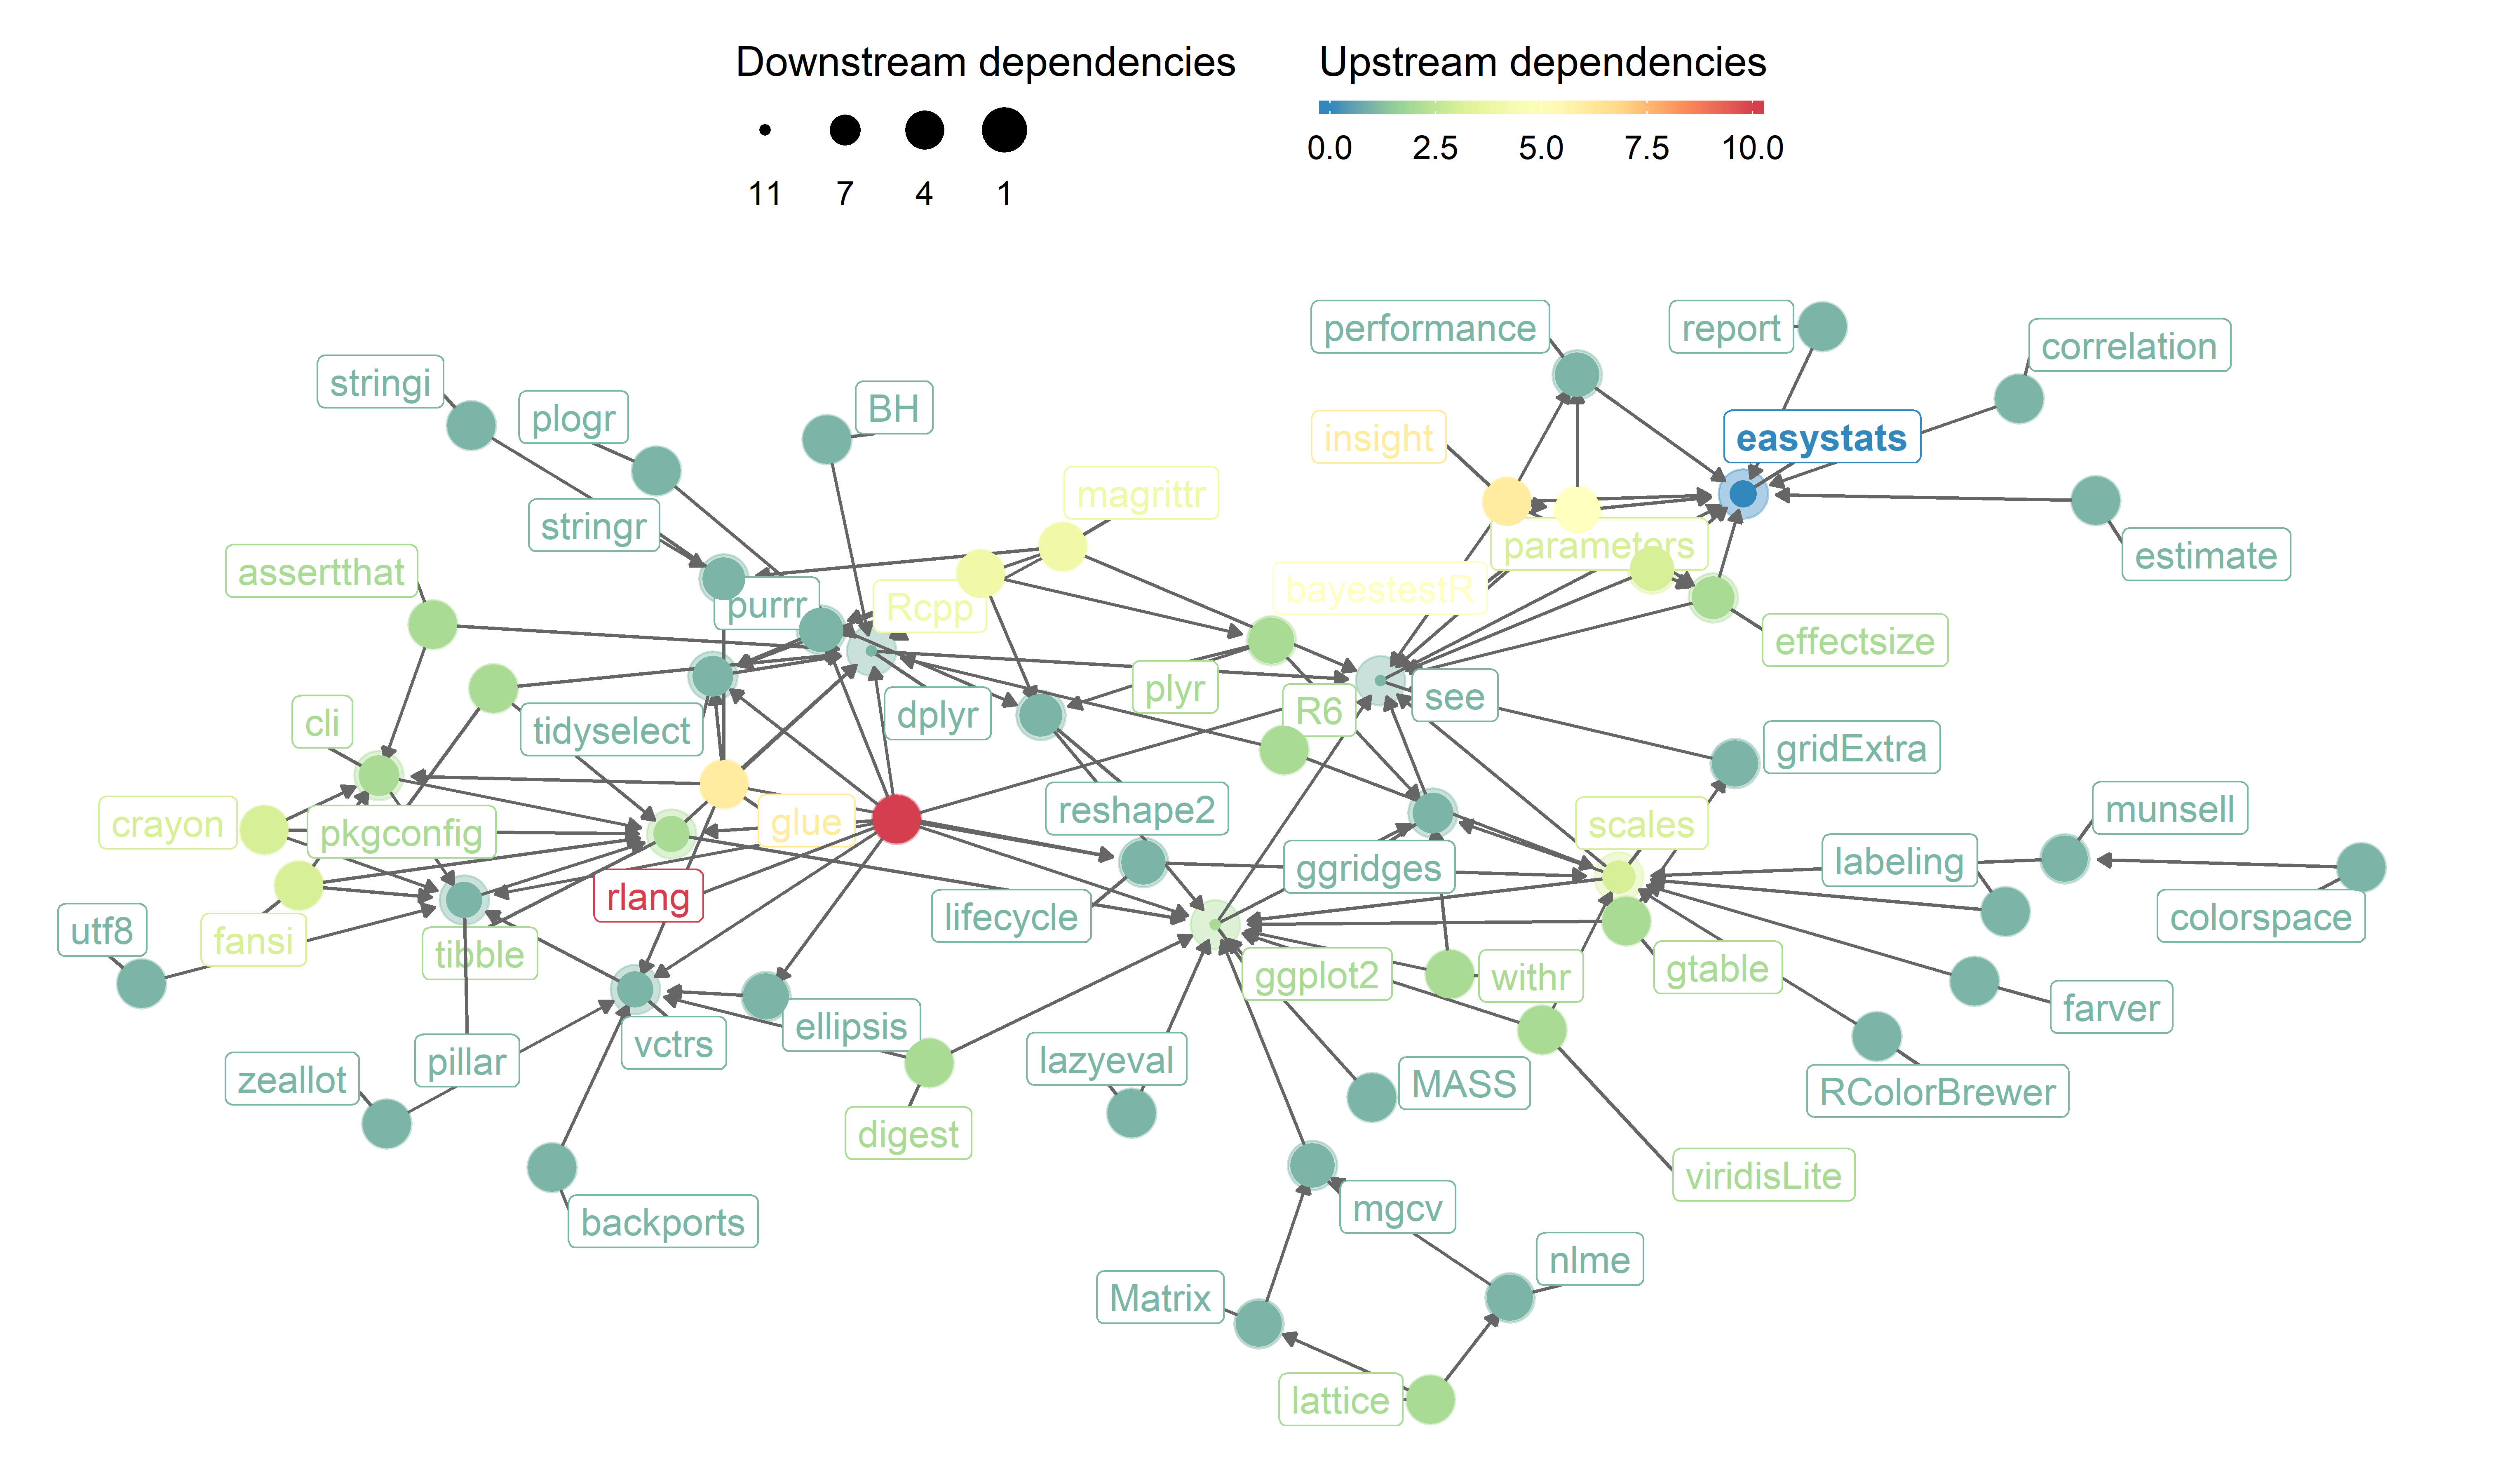 Downstream dependencies
11 7 4 1
Upstream dependencies
0.0 2.5 5.0 7.5 10.0
performance
report
correlation
stringi
plogr
BH
insight
easystats
magrittr
stringr
parameters
estimate
assertthat
purrr
Rcpp
bayestestR
effectsize
cli
tidyselect
dplyr
plyr
R6
see
gridExtra
crayon
pkgconfig
glue
reshape2
scales
munsell
ggridges
labeling
rlang
lifecycle
colorspace
utf8
fansi
tibble
ggplot2
withr
gtable
farver
pillar
vctrs
ellipsis
lazyeval
MASS
RColorBrewer
zeallot
digest
viridisLite
backports
mgcv
nlme
Matrix
lattice